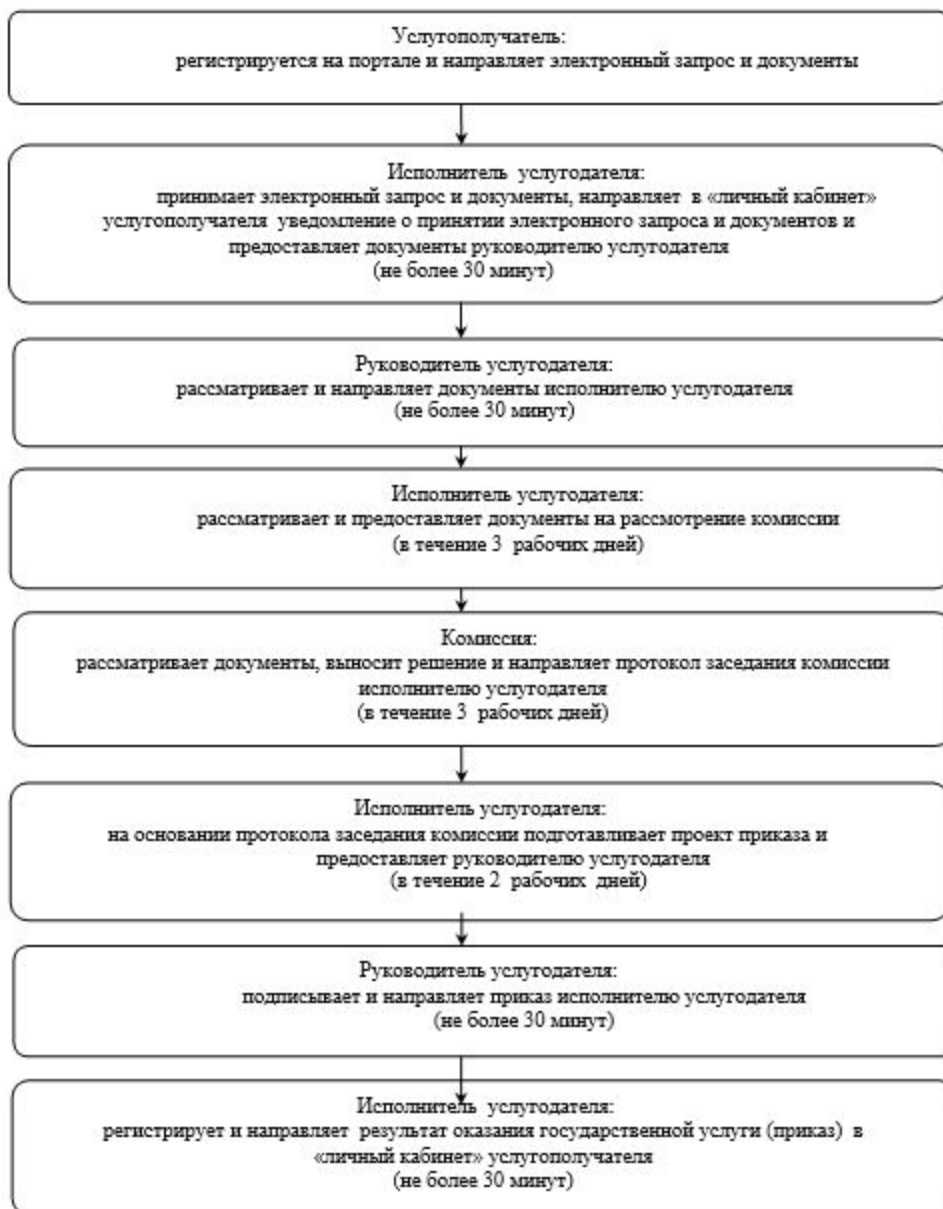 Услугополучатель:
регистрируется на портале и направляет электронный запрос и документы
Исполнитель услугодателя:
принимает электронный запрос и документы, направляет в «личный кабинет»
услугополучателя уведомление о принятии электронного запроса и документов и
предоставляет документы руководителю услугодателя
(не более 30 минут)
Руководитель услугодателя:
рассматривает и направляет документы исполнителю услугодателя
(не более 30 минут)
Исполнитель услугодателя:
рассматривает и предоставляет документы на рассмотрение комиссии
(в течение 3 рабочих дней)
Комиссия:
рассматривает документы, выносит решение и направляет протокол заседания комиссии
исполнителю услугодателя
(в течение 3 рабочих дней)
Исполнитель услугодателя:
на основании протокола заседания комиссии подготавливает проект приказа и
предоставляет руководителю услугодателя
(в течение 2 рабочих дней)
Руководитель услугодателя:
подписывает и направляет приказ исполнителю услугодателя
(не более 30 минут)
Исполнитель услугодателя:
регистрирует и направляет результат оказания государственной услуги (приказ) в
«личный кабинет» услугополучателя
(не более 30 минут)